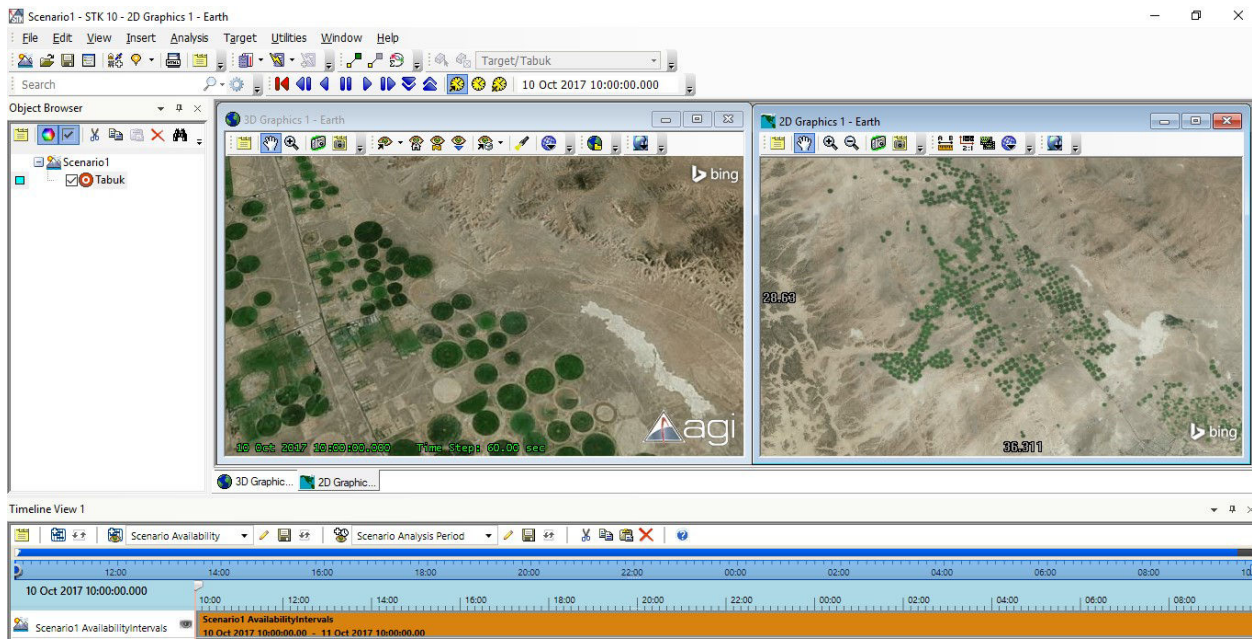 Scenario1 - STK 10 - 2D Graphics 1 - Earth
File Edit View Insert Analysis Target Utilities Window Help
Target/Tabuk
Search
10 Oct 2017 10:00:00.000
Object Browser
Scenario1
Tabuk
3D Graphics 1 - Earth
bing
10 Oct 2017 10:00:00.000 Time Step: 60.00 sec
agi
2D Graphics 1 - Earth
2:1
28.63
36.311
bing
3D Graphic... 2D Graphic...
Timeline View 1
Scenario Availability Scenario Analysis Period
12:00 14:00 16:00 18:00 20:00 22:00 00:00 02:00 04:00 06:00 08:00 10
10 Oct 2017 10:00:00.000
10:00 12:00 14:00 16:00 18:00 20:00 22:00 00:00 02:00 04:00 06:00 08:00
Scenario1 AvailabilityIntervals
Scenario1 AvailabilityIntervals
10 Oct 2017 10:00:00.00 - 11 Oct 2017 10:00:00.00